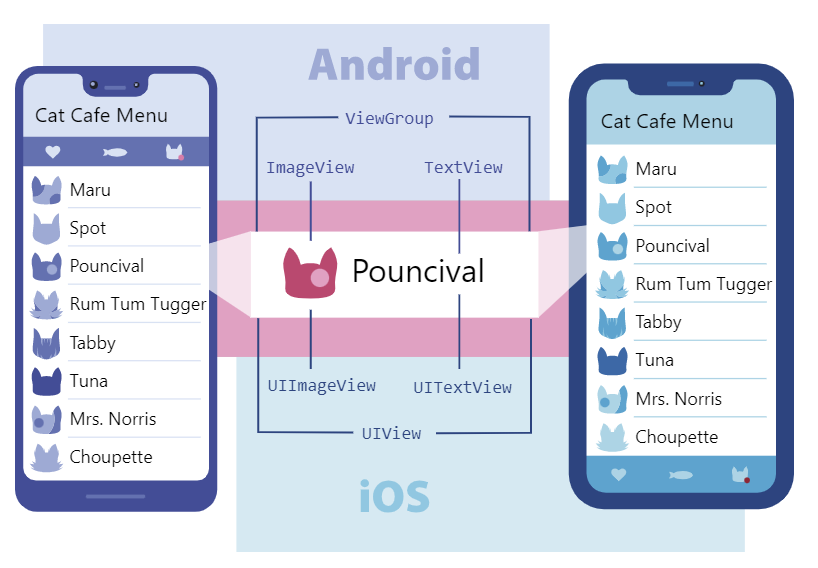 Android
Cat Cafe Menu
Maru
Spot
Pouncival
Rum Tum Tugger
Tabby
Tuna
Mrs. Norris
Choupette
ViewGroup
ImageView
TextView
Pouncival
UIImageView
UITextView
UIView
iOS
Cat Cafe Menu
Maru
Spot
Pouncival
Rum Tum Tugger
Tabby
Tuna
Mrs. Norris
Choupette